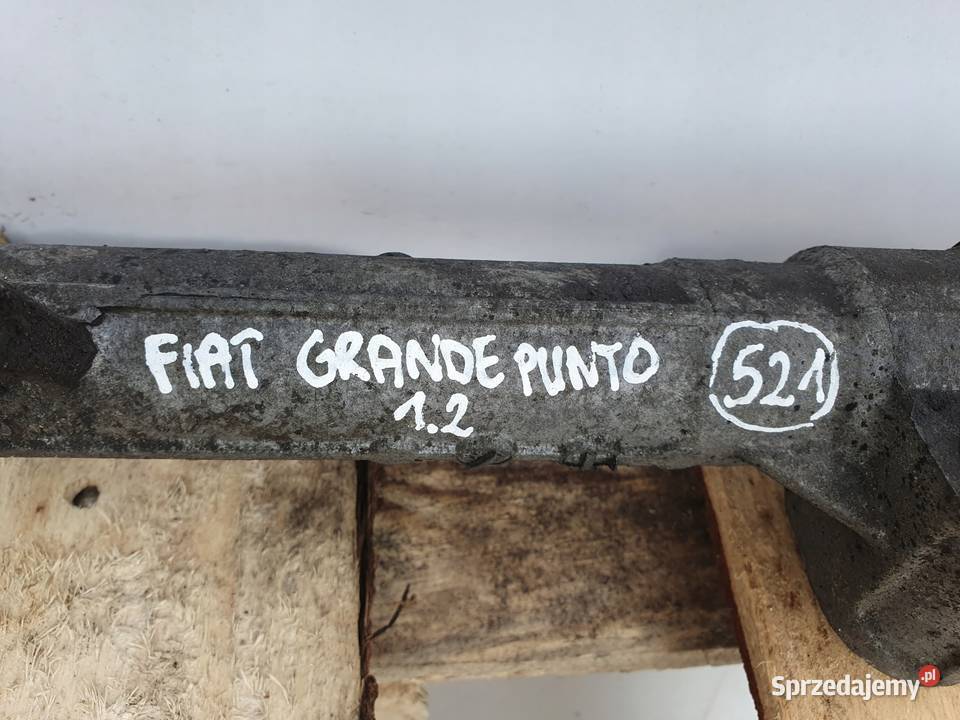 FIAT GRANDE PUNTO 521
1.2
Sprzedajemy.pl